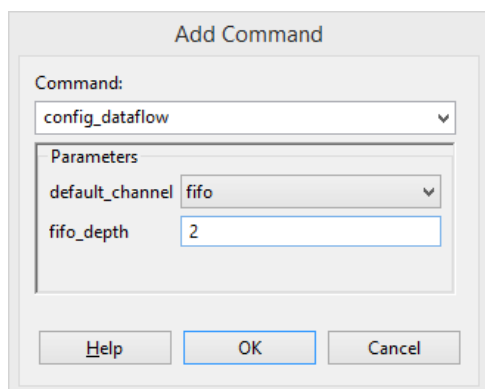 Add Command
Command:
config_dataflow
Parameters
default_channel fifo
fifo_depth 2
Help OK Cancel